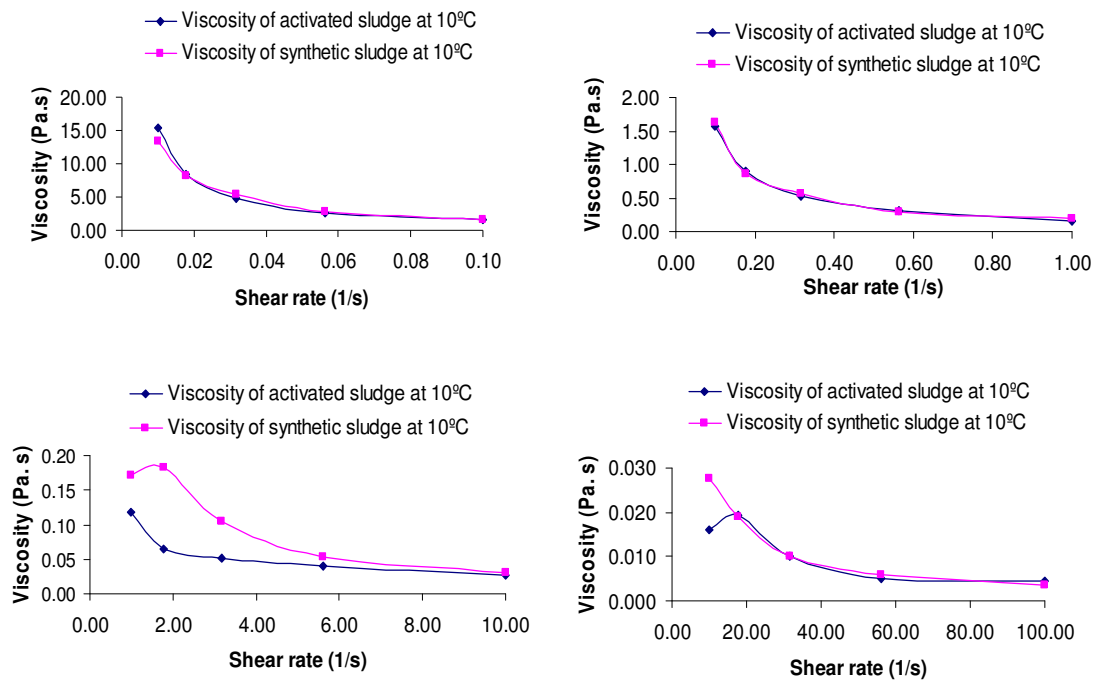 Viscosity of activated sludge at 10ºC
Viscosity of synthetic sludge at 10ºC
Viscosity (Pa.s)
20.00
15.00
10.00
5.00
0.00
0.00 0.02 0.04 0.06 0.08 0.10
Shear rate (1/s)
Viscosity of activated sludge at 10ºC
Viscosity of synthetic sludge at 10ºC
Viscosity (Pa.s)
2.00
1.50
1.00
0.50
0.00
0.00 0.20 0.40 0.60 0.80 1.00
Shear rate (1/s)
Viscosity of activated sludge at 10ºC
Viscosity of synthetic sludge at 10ºC
Viscosity (Pa. s)
0.20
0.15
0.10
0.05
0.00
0.00 2.00 4.00 6.00 8.00 10.00
Shear rate (1/s)
Viscosity of activated sludge at 10ºC
Viscosity of synthetic sludge at 10ºC
Viscosity (Pa. s)
0.030
0.020
0.010
0.000
0.00 20.00 40.00 60.00 80.00 100.00
Shear rate (1/s)